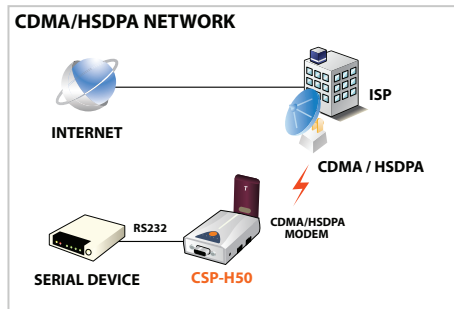 CDMA/HSDPA NETWORK
INTERNET
ISP
CDMA / HSDPA
T
CDMA/HSDPA
MODEM
RS232
SERIAL DEVICE
CSP-H50